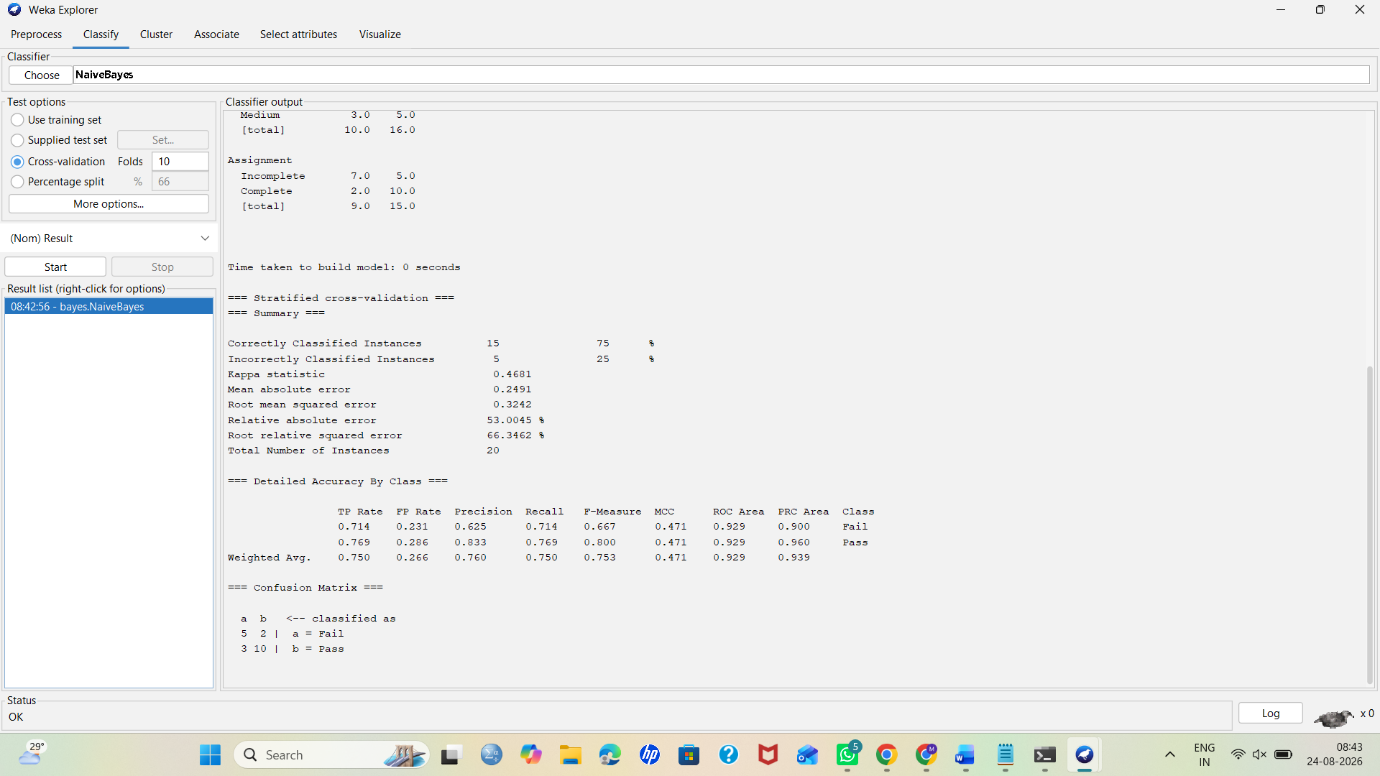 Weka Explorer
Preprocess Classify Cluster Associate Select attributes Visualize
Classifier
Choose NaiveBayes
Test options
Use training set
Supplied test set Set...
Cross-validation Folds 10
Percentage split % 66
More options...
(Nom) Result
Start Stop
Result list (right-click for options)
08:42:56 - bayes.NaiveBayes
Classifier output
Medium 3.0 5.0
[total] 10.0 16.0
Assignment
Incomplete 7.0 5.0
Complete 2.0 10.0
[total] 9.0 15.0
Time taken to build model: 0 seconds
=== Stratified cross-validation ===
=== Summary ===
Correctly Classified Instances 15 75 %
Incorrectly Classified Instances 5 25 %
Kappa statistic 0.4681
Mean absolute error 0.2491
Root mean squared error 0.3242
Relative absolute error 53.0045 %
Root relative squared error 66.3462 %
Total Number of Instances 20
=== Detailed Accuracy By Class ===
TP Rate FP Rate Precision Recall F-Measure MCC ROC Area PRC Area Class
0.714 0.231 0.625 0.714 0.667 0.471 0.929 0.900 Fail
0.769 0.286 0.833 0.769 0.800 0.471 0.929 0.960 Pass
Weighted Avg. 0.750 0.266 0.760 0.750 0.753 0.471 0.929 0.939
=== Confusion Matrix ===
a b <-- classified as
5 2 | a = Fail
3 10 | b = Pass
Status
OK
Log x 0
29°
Search
hp
5
M
ENG
IN
08:43
24-08-2026